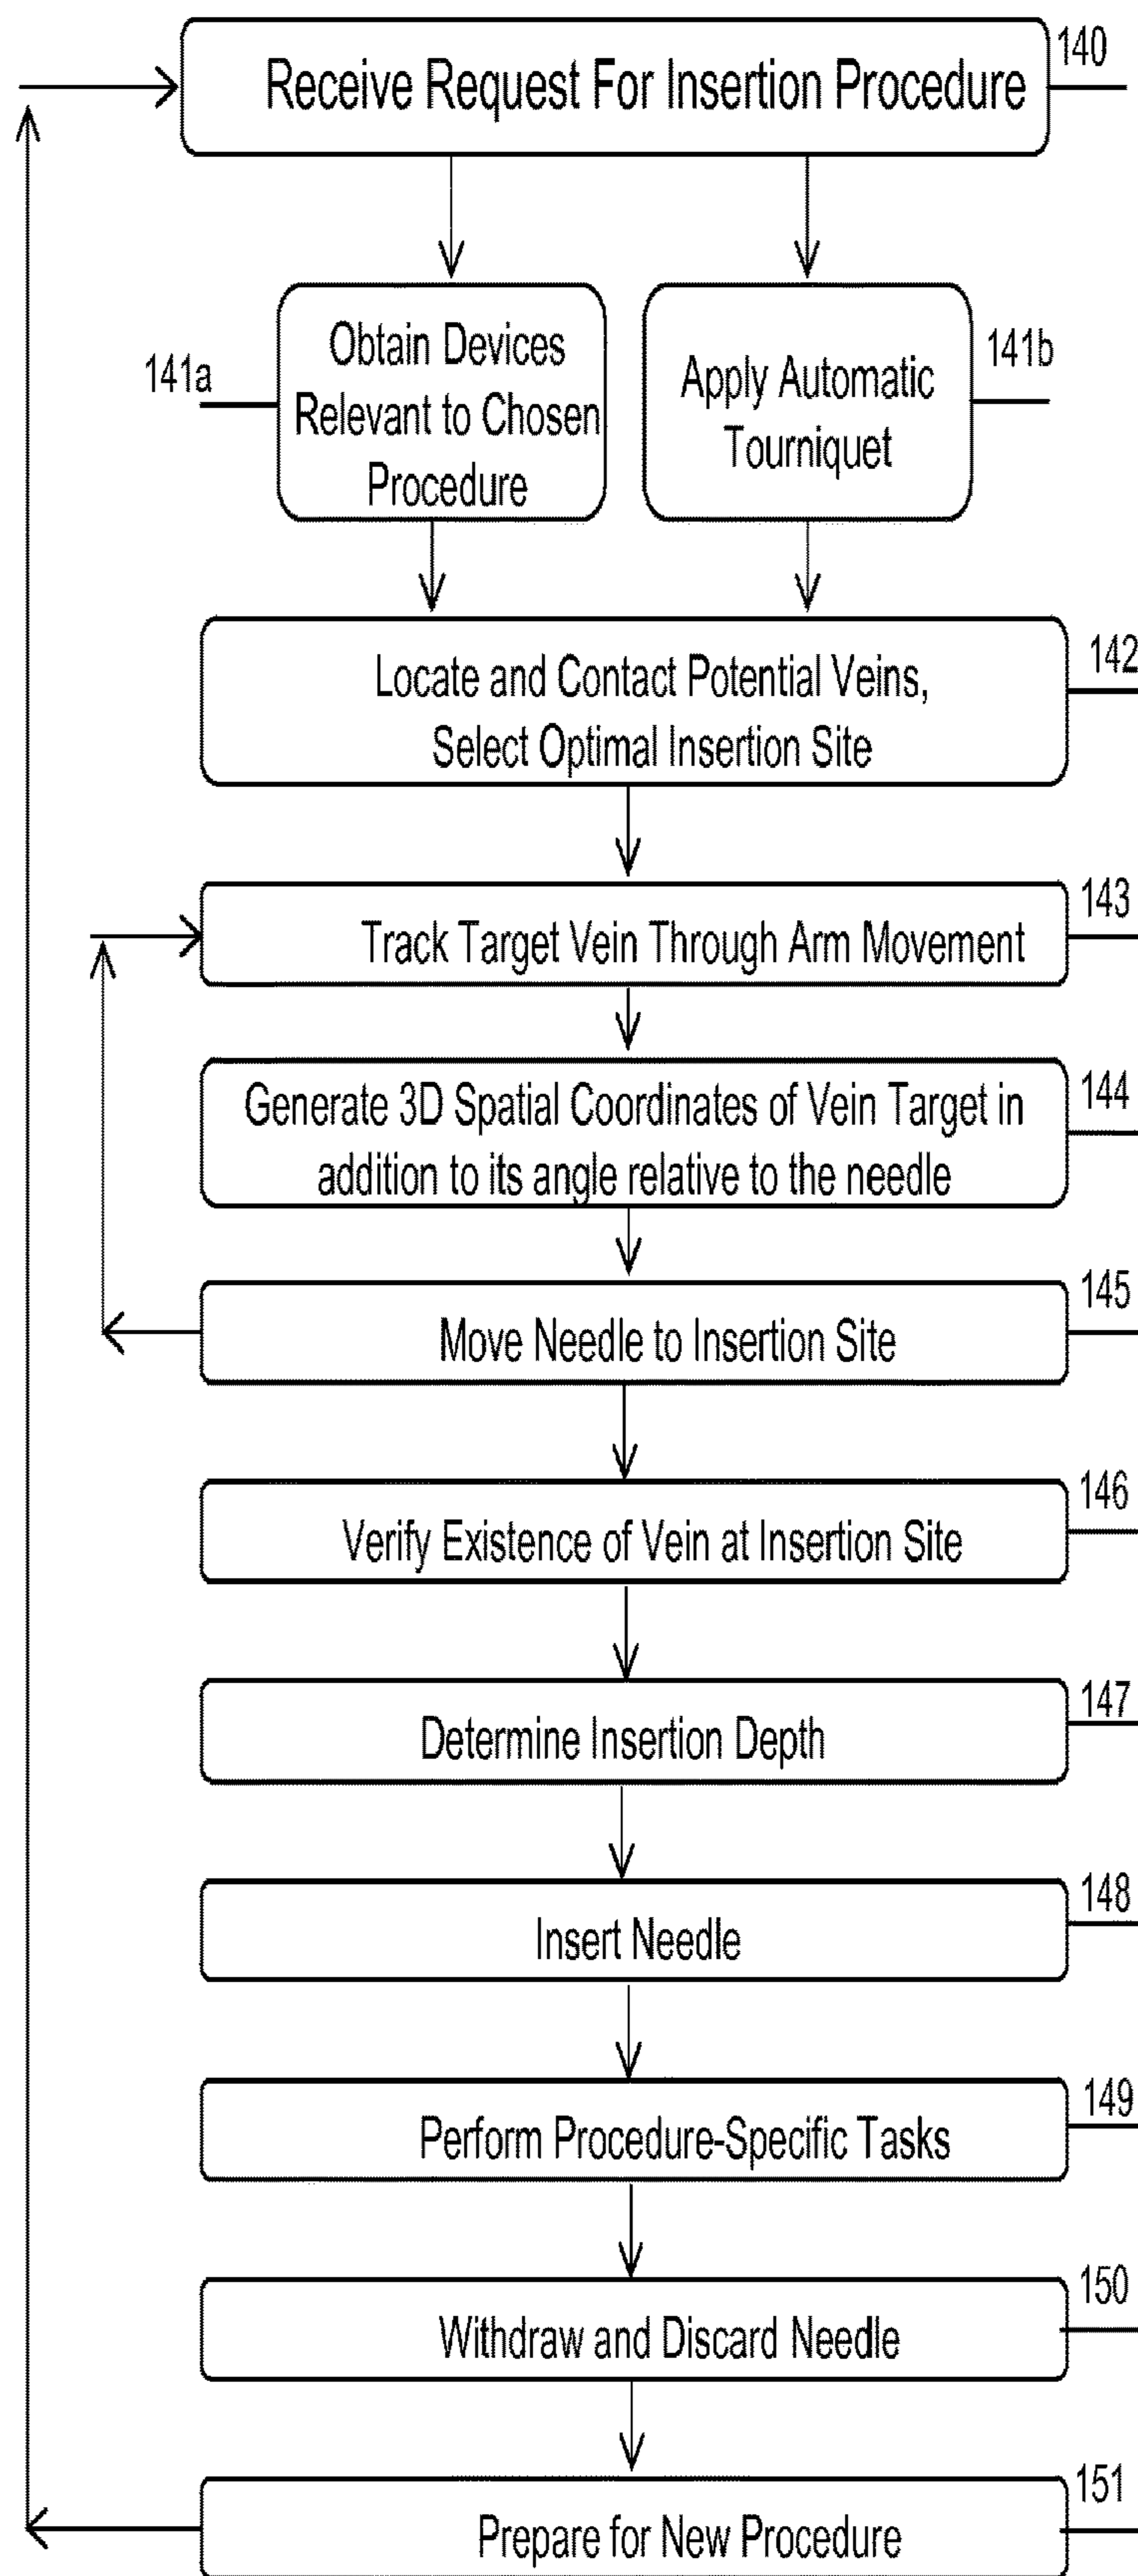 Receive Request For Insertion Procedure
140
141a
Obtain Devices
Relevant to Chosen
Procedure
Apply Automatic
Tourniquet
141b
Locate and Contact Potential Veins,
Select Optimal Insertion Site
142
Track Target Vein Through Arm Movement
143
Generate 3D Spatial Coordinates of Vein Target in
addition to its angle relative to the needle
144
Move Needle to Insertion Site
145
Verify Existence of Vein at Insertion Site
146
Determine Insertion Depth
147
Insert Needle
148
Perform Procedure-Specific Tasks
149
Withdraw and Discard Needle
150
Prepare for New Procedure
151